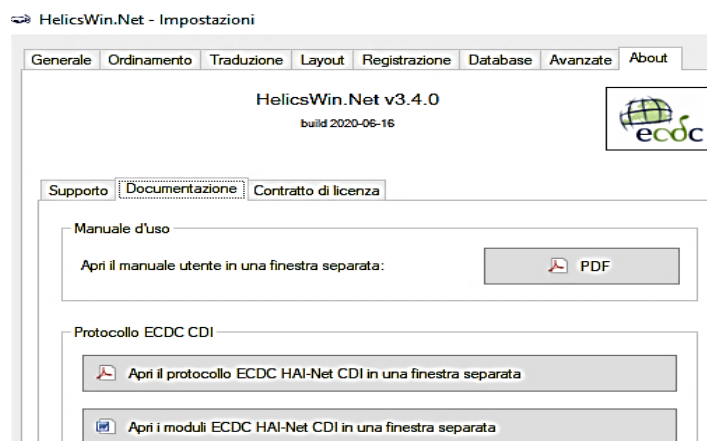 HelicsWin.Net - Impostazioni
Generale Ordinamento Traduzione Layout Registrazione Database Avanzate About
HelicsWin.Net v3.4.0
build 2020-06-16
ecdc
Supporto Documentazione Contratto di licenza
Manuale d'uso
Apri il manuale utente in una finestra separata: PDF
Protocollo ECDC CDI
Apri il protocollo ECDC HAI-Net CDI in una finestra separata
Apri i moduli ECDC HAI-Net CDI in una finestra separata